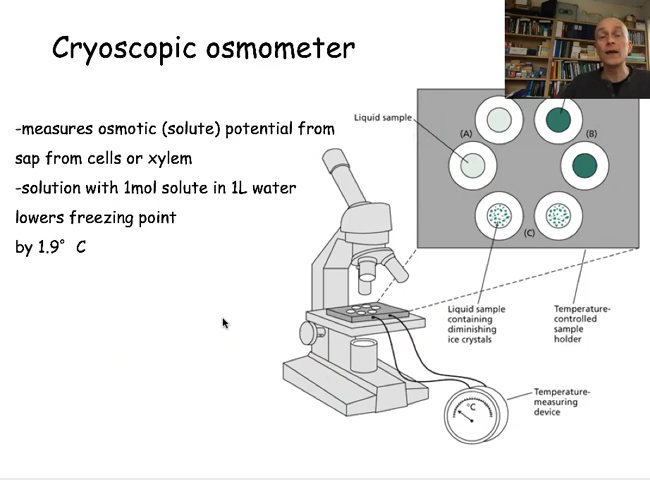 Cryoscopic osmometer
-measures osmotic (solute) potential from
sap from cells or xylem
-solution with 1mol solute in 1L water
lowers freezing point
by 1.9° C
Liquid sample
(A)
(B)
(C)
Liquid sample
containing
diminishing
ice crystals
Temperature-
controlled
sample
holder
Temperature-
measuring
device
°C